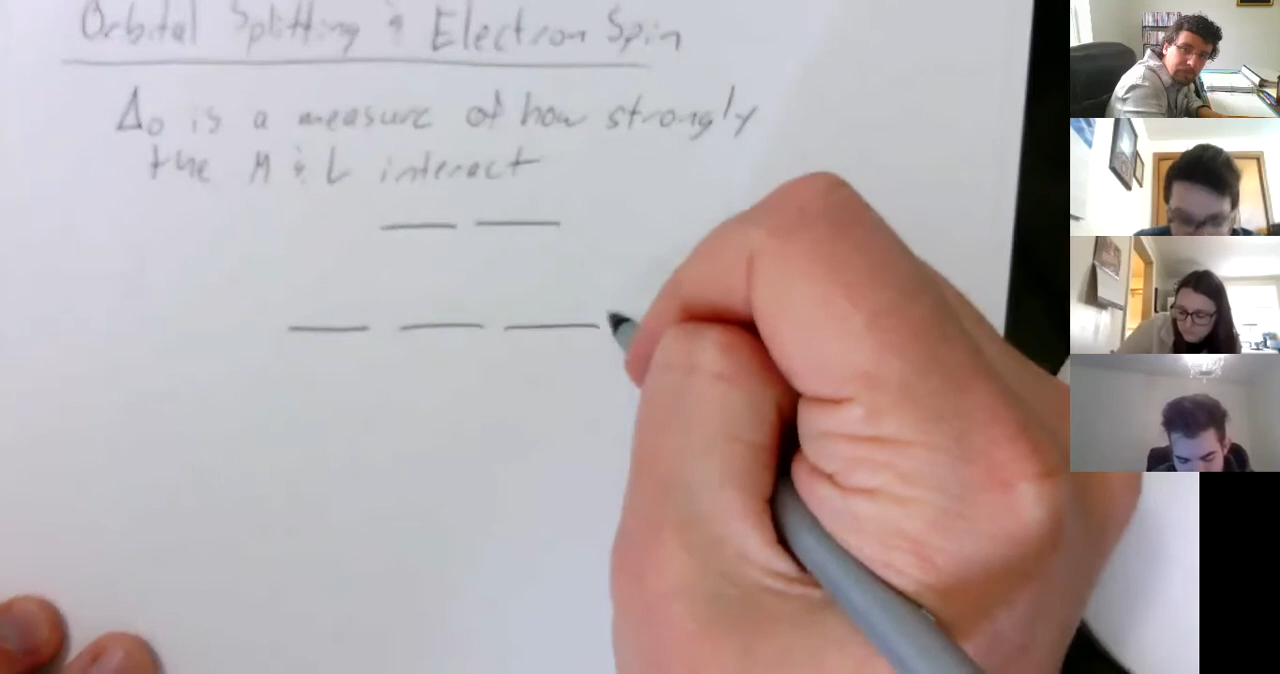 Orbital Splitting & Electron Spin
Δo is a measure of how strongly
the M & L interact